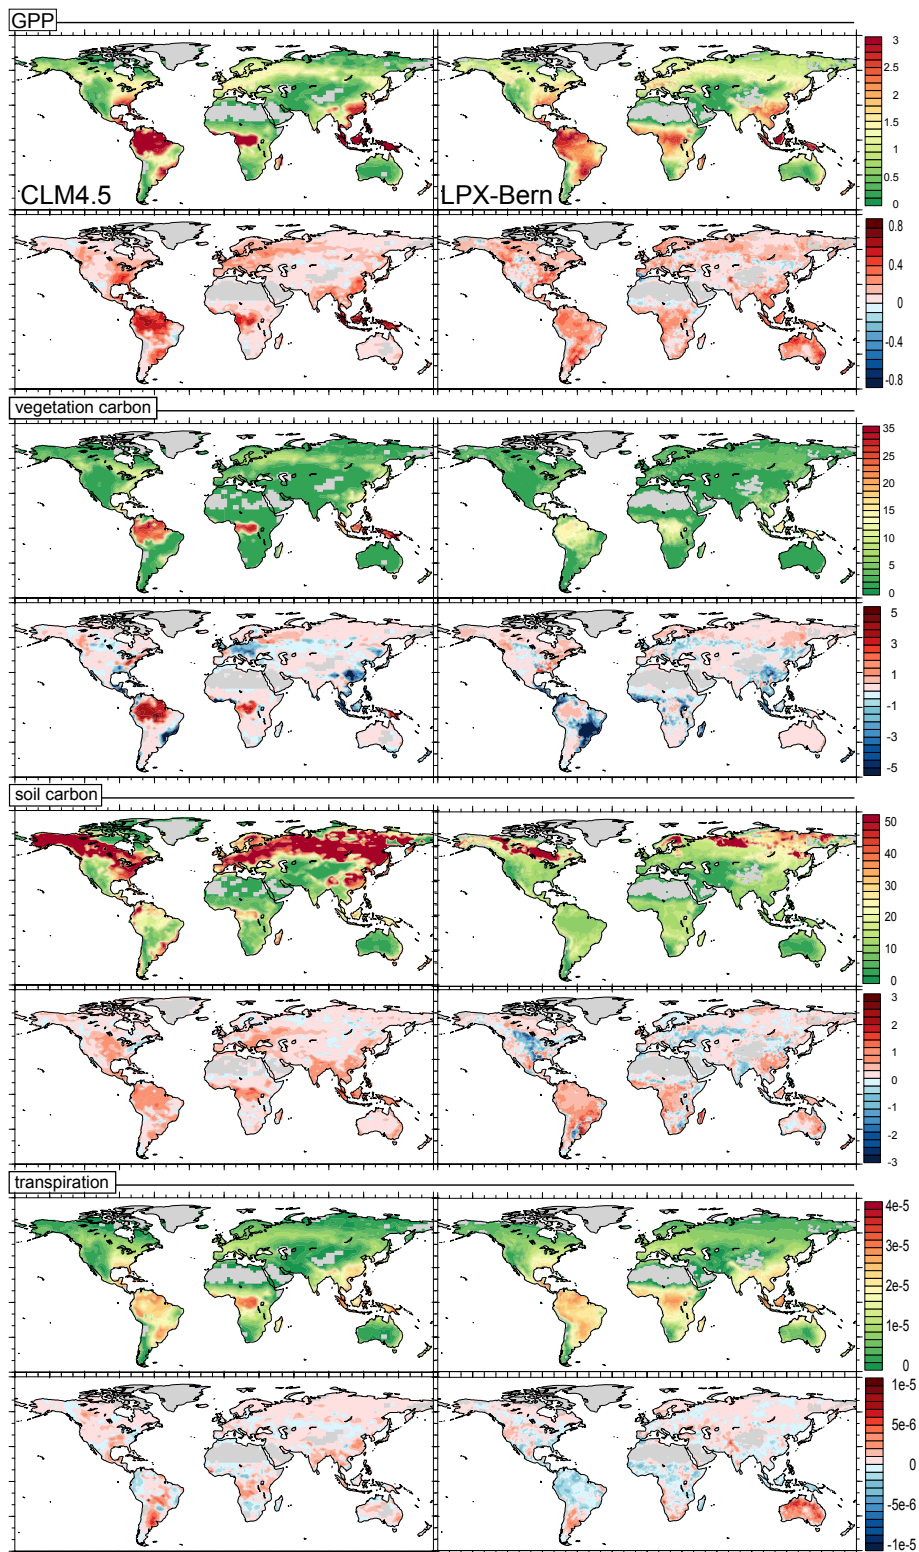 GPP
3
2.5
2
1.5
1
0.5
0
CLM4.5
LPX-Bern
0.8
0.4
0
-0.4
-0.8
vegetation carbon
35
30
25
20
15
10
5
0
5
3
1
-1
-3
-5
soil carbon
50
40
30
20
10
0
3
2
1
0
-1
-2
-3
transpiration
4e-5
3e-5
2e-5
1e-5
0
1e-5
5e-6
0
-5e-6
-1e-5